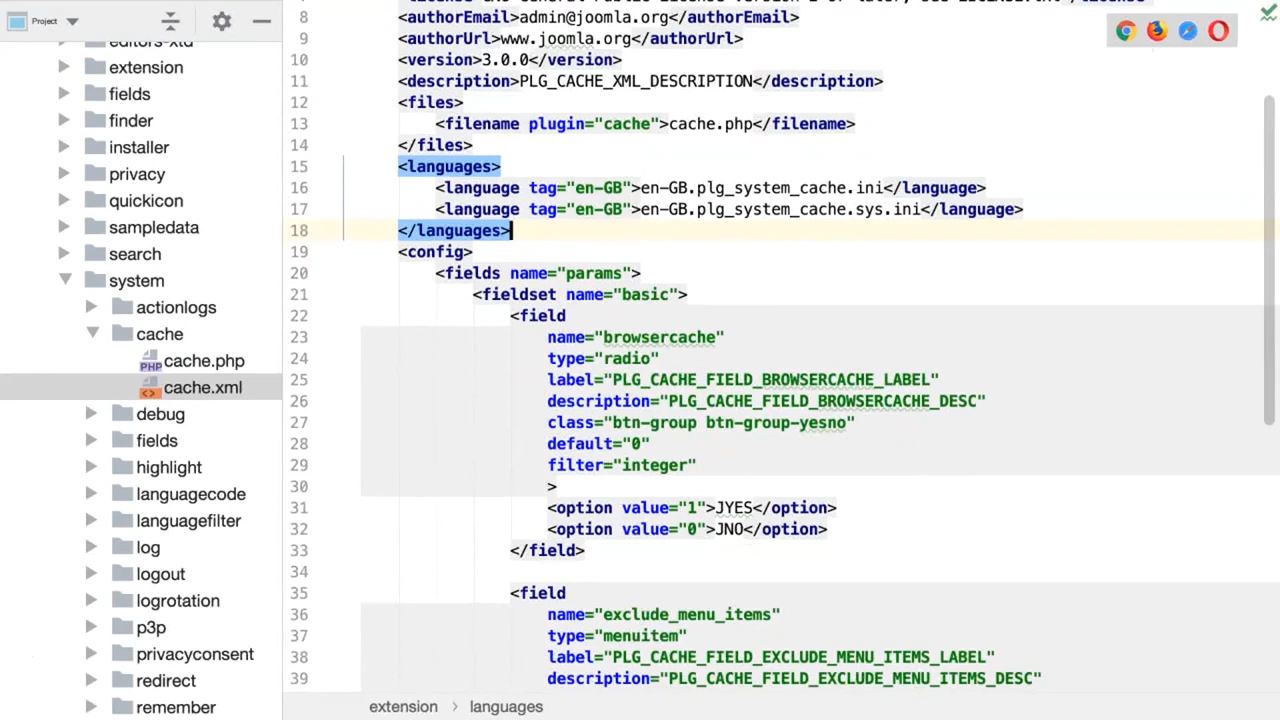 Project
editors-xtd
extension
fields
finder
installer
privacy
quickicon
sampledata
search
system
actionlogs
cache
PHP cache.php
<> cache.xml
debug
fields
highlight
languagecode
languagefilter
log
logout
logrotation
p3p
privacyconsent
redirect
remember
8 <authorEmail>admin@joomla.org</authorEmail>
9 <authorUrl>www.joomla.org</authorUrl>
10 <version>3.0.0</version>
11 <description>PLG_CACHE_XML_DESCRIPTION</description>
12 <files>
13 <filename plugin="cache">cache.php</filename>
14 </files>
15 <languages>
16 <language tag="en-GB">en-GB.plg_system_cache.ini</language>
17 <language tag="en-GB">en-GB.plg_system_cache.sys.ini</language>
18 </languages>
19 <config>
20 <fields name="params">
21 <fieldset name="basic">
22 <field
23 name="browsercache"
24 type="radio"
25 label="PLG_CACHE_FIELD_BROWSERCACHE_LABEL"
26 description="PLG_CACHE_FIELD_BROWSERCACHE_DESC"
27 class="btn-group btn-group-yesno"
28 default="0"
29 filter="integer"
30 >
31 <option value="1">JYES</option>
32 <option value="0">JNO</option>
33 </field>
34
35 <field
36 name="exclude_menu_items"
37 type="menuitem"
38 label="PLG_CACHE_FIELD_EXCLUDE_MENU_ITEMS_LABEL"
39 description="PLG_CACHE_FIELD_EXCLUDE_MENU_ITEMS_DESC"
extension > languages